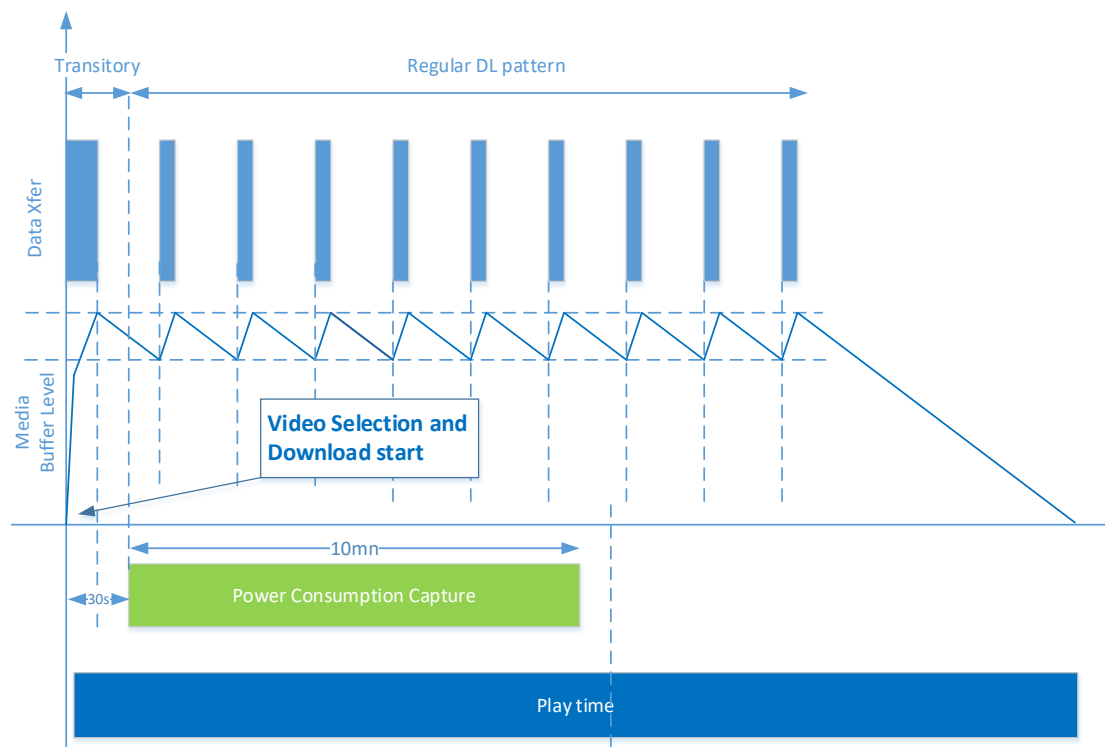 Transitory
Regular DL pattern
Data Xfer
Media
Buffer Level
Video Selection and
Download start
10mn
30s
Power Consumption Capture
Play time